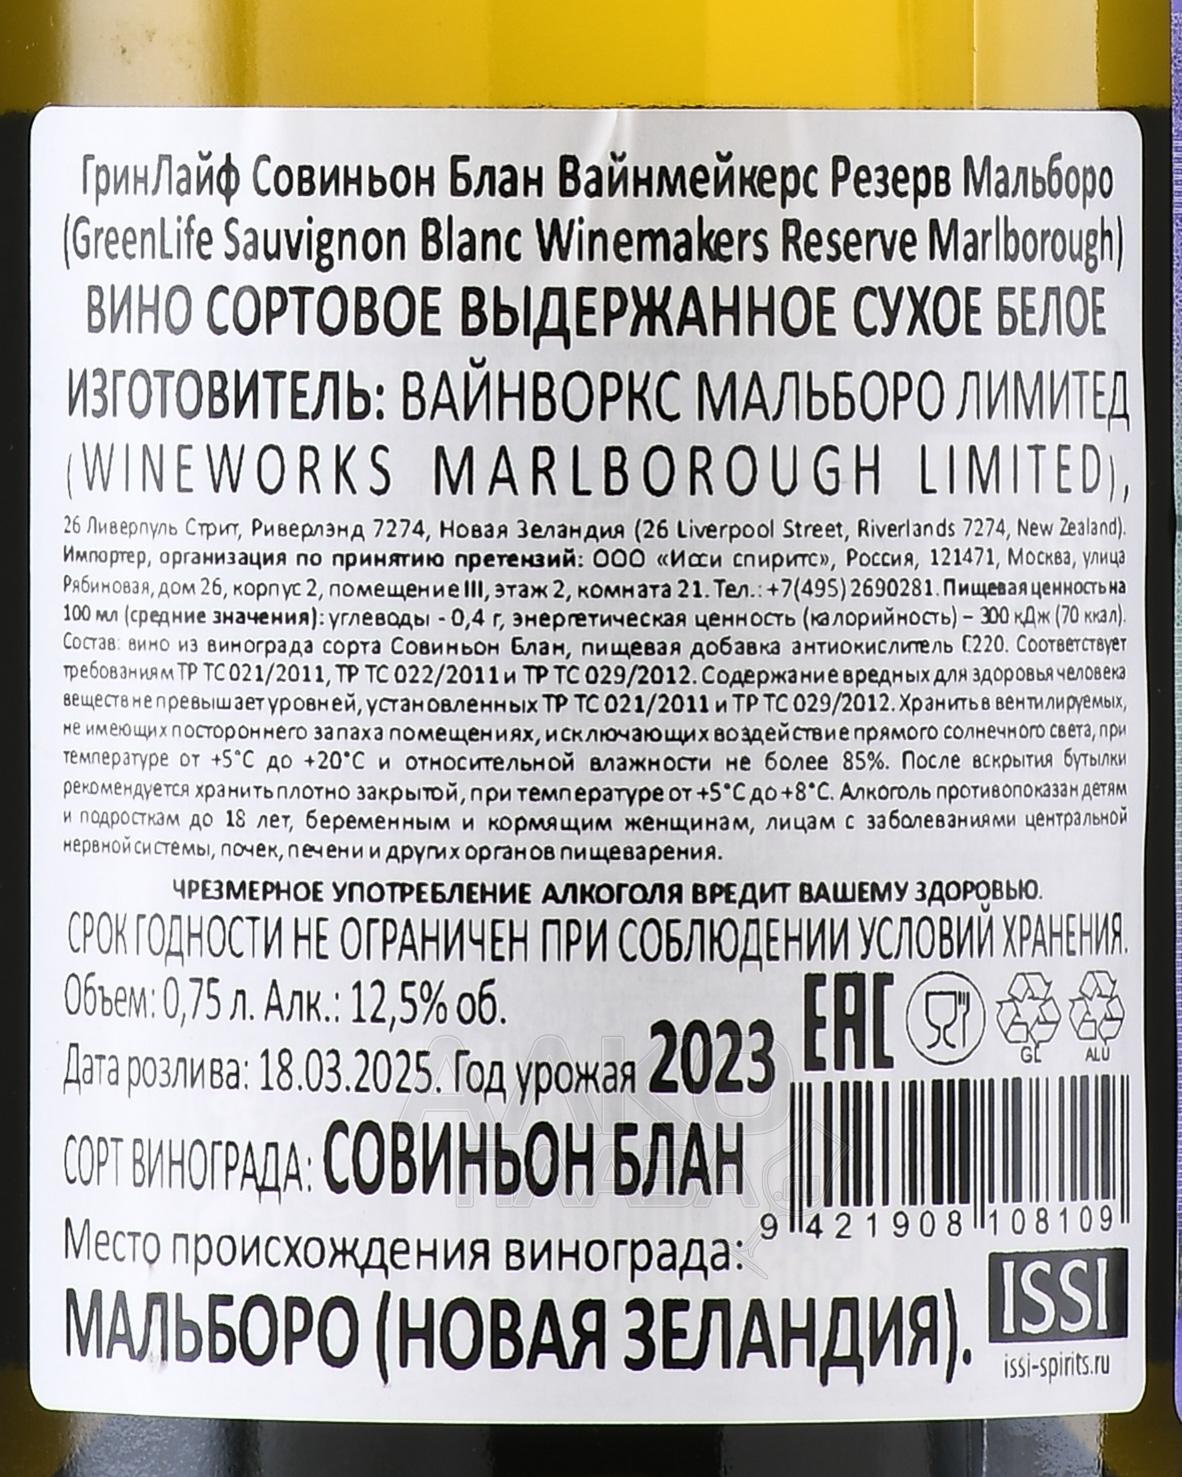 ГринЛайф Совиньон Блан Вайнмейкерс Резерв Мальборо
(GreenLife Sauvignon Blanc Winemakers Reserve Marlborough)
ВИНО СОРТОВОЕ ВЫДЕРЖАННОЕ СУХОЕ БЕЛОЕ
ИЗГОТОВИТЕЛЬ: ВАЙНВОРКС МАЛЬБОРО ЛИМИТЕД
(WINEWORKS MARLBOROUGH LIMITED),
26 Ливерпуль Стрит, Риверлэнд 7274, Новая Зеландия (26 Liverpool Street, Riverlands 7274, New Zealand).
Импортер, организация по принятию претензий: ООО «Исси спиритс», Россия, 121471, Москва, улица
Рябиновая, дом 26, корпус 2, помещение III, этаж 2, комната 21. Тел.: +7(495)2690281. Пищевая ценность на
100 мл (средние значения): углеводы - 0,4 г, энергетическая ценность (калорийность) – 300 кДж (70 ккал).
Состав: вино из винограда сорта Совиньон Блан, пищевая добавка антиокислитель E220. Соответствует
требованиям ТР ТС 021/2011, ТР ТС 022/2011 и ТР ТС 029/2012. Содержание вредных для здоровья человека
веществ не превышает уровней, установленных ТР ТС 021/2011 и ТР ТС 029/2012. Хранить в вентилируемых,
не имеющих постороннего запаха помещениях, исключающих воздействие прямого солнечного света, при
температуре от +5°С до +20°С и относительной влажности не более 85%. После вскрытия бутылки
рекомендуется хранить плотно закрытой, при температуре от +5°С до +8°С. Алкоголь противопоказан детям
и подросткам до 18 лет, беременным и кормящим женщинам, лицам с заболеваниями центральной
нервной системы, почек, печени и других органов пищеварения.
ЧРЕЗМЕРНОЕ УПОТРЕБЛЕНИЕ АЛКОГОЛЯ ВРЕДИТ ВАШЕМУ ЗДОРОВЬЮ.
СРОК ГОДНОСТИ НЕ ОГРАНИЧЕН ПРИ СОБЛЮДЕНИИ УСЛОВИЙ ХРАНЕНИЯ.
Объем: 0,75 л. Алк.: 12,5% об.
EAC
GL
ALU
Дата розлива: 18.03.2025. Год урожая 2023
СОРТ ВИНОГРАДА: СОВИНЬОН БЛАН
9 421908 108109
Место происхождения винограда:
МАЛЬБОРО (НОВАЯ ЗЕЛАНДИЯ).
ISSI
issi-spirits.ru